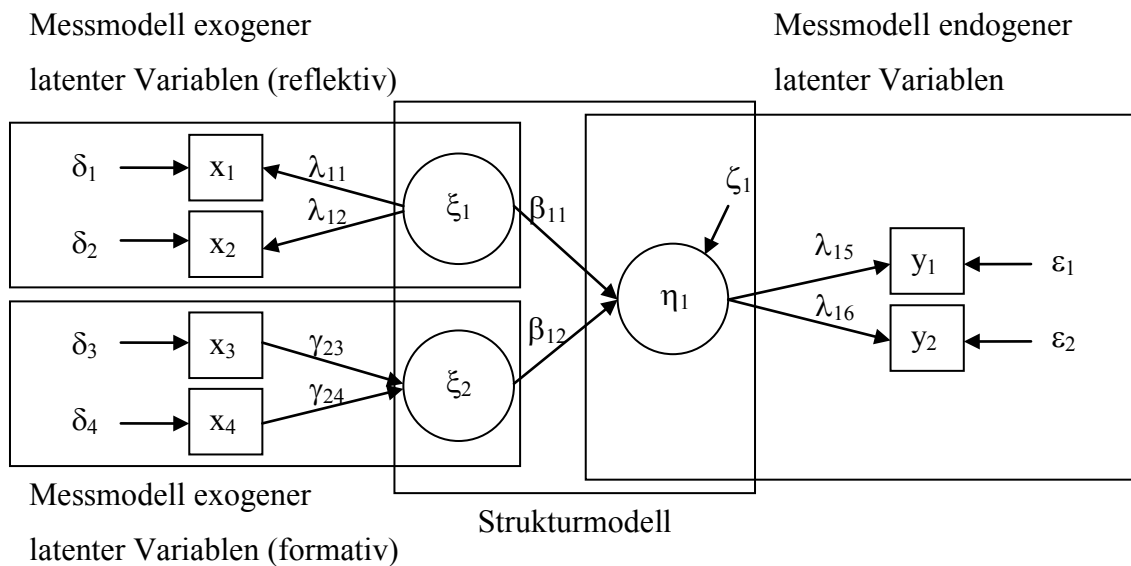 Messmodell exogener
latenter Variablen (reflektiv)
Messmodell endogener
latenter Variablen
δ₁
x₁
λ₁₁
δ₂
x₂
λ₁₂
ξ₁
β₁₁
δ₃
x₃
γ₂₃
δ₄
x₄
γ₂₄
ξ₂
β₁₂
ζ₁
η₁
λ₁₅
y₁
ε₁
λ₁₆
y₂
ε₂
Messmodell exogener
latenter Variablen (formativ)
Strukturmodell